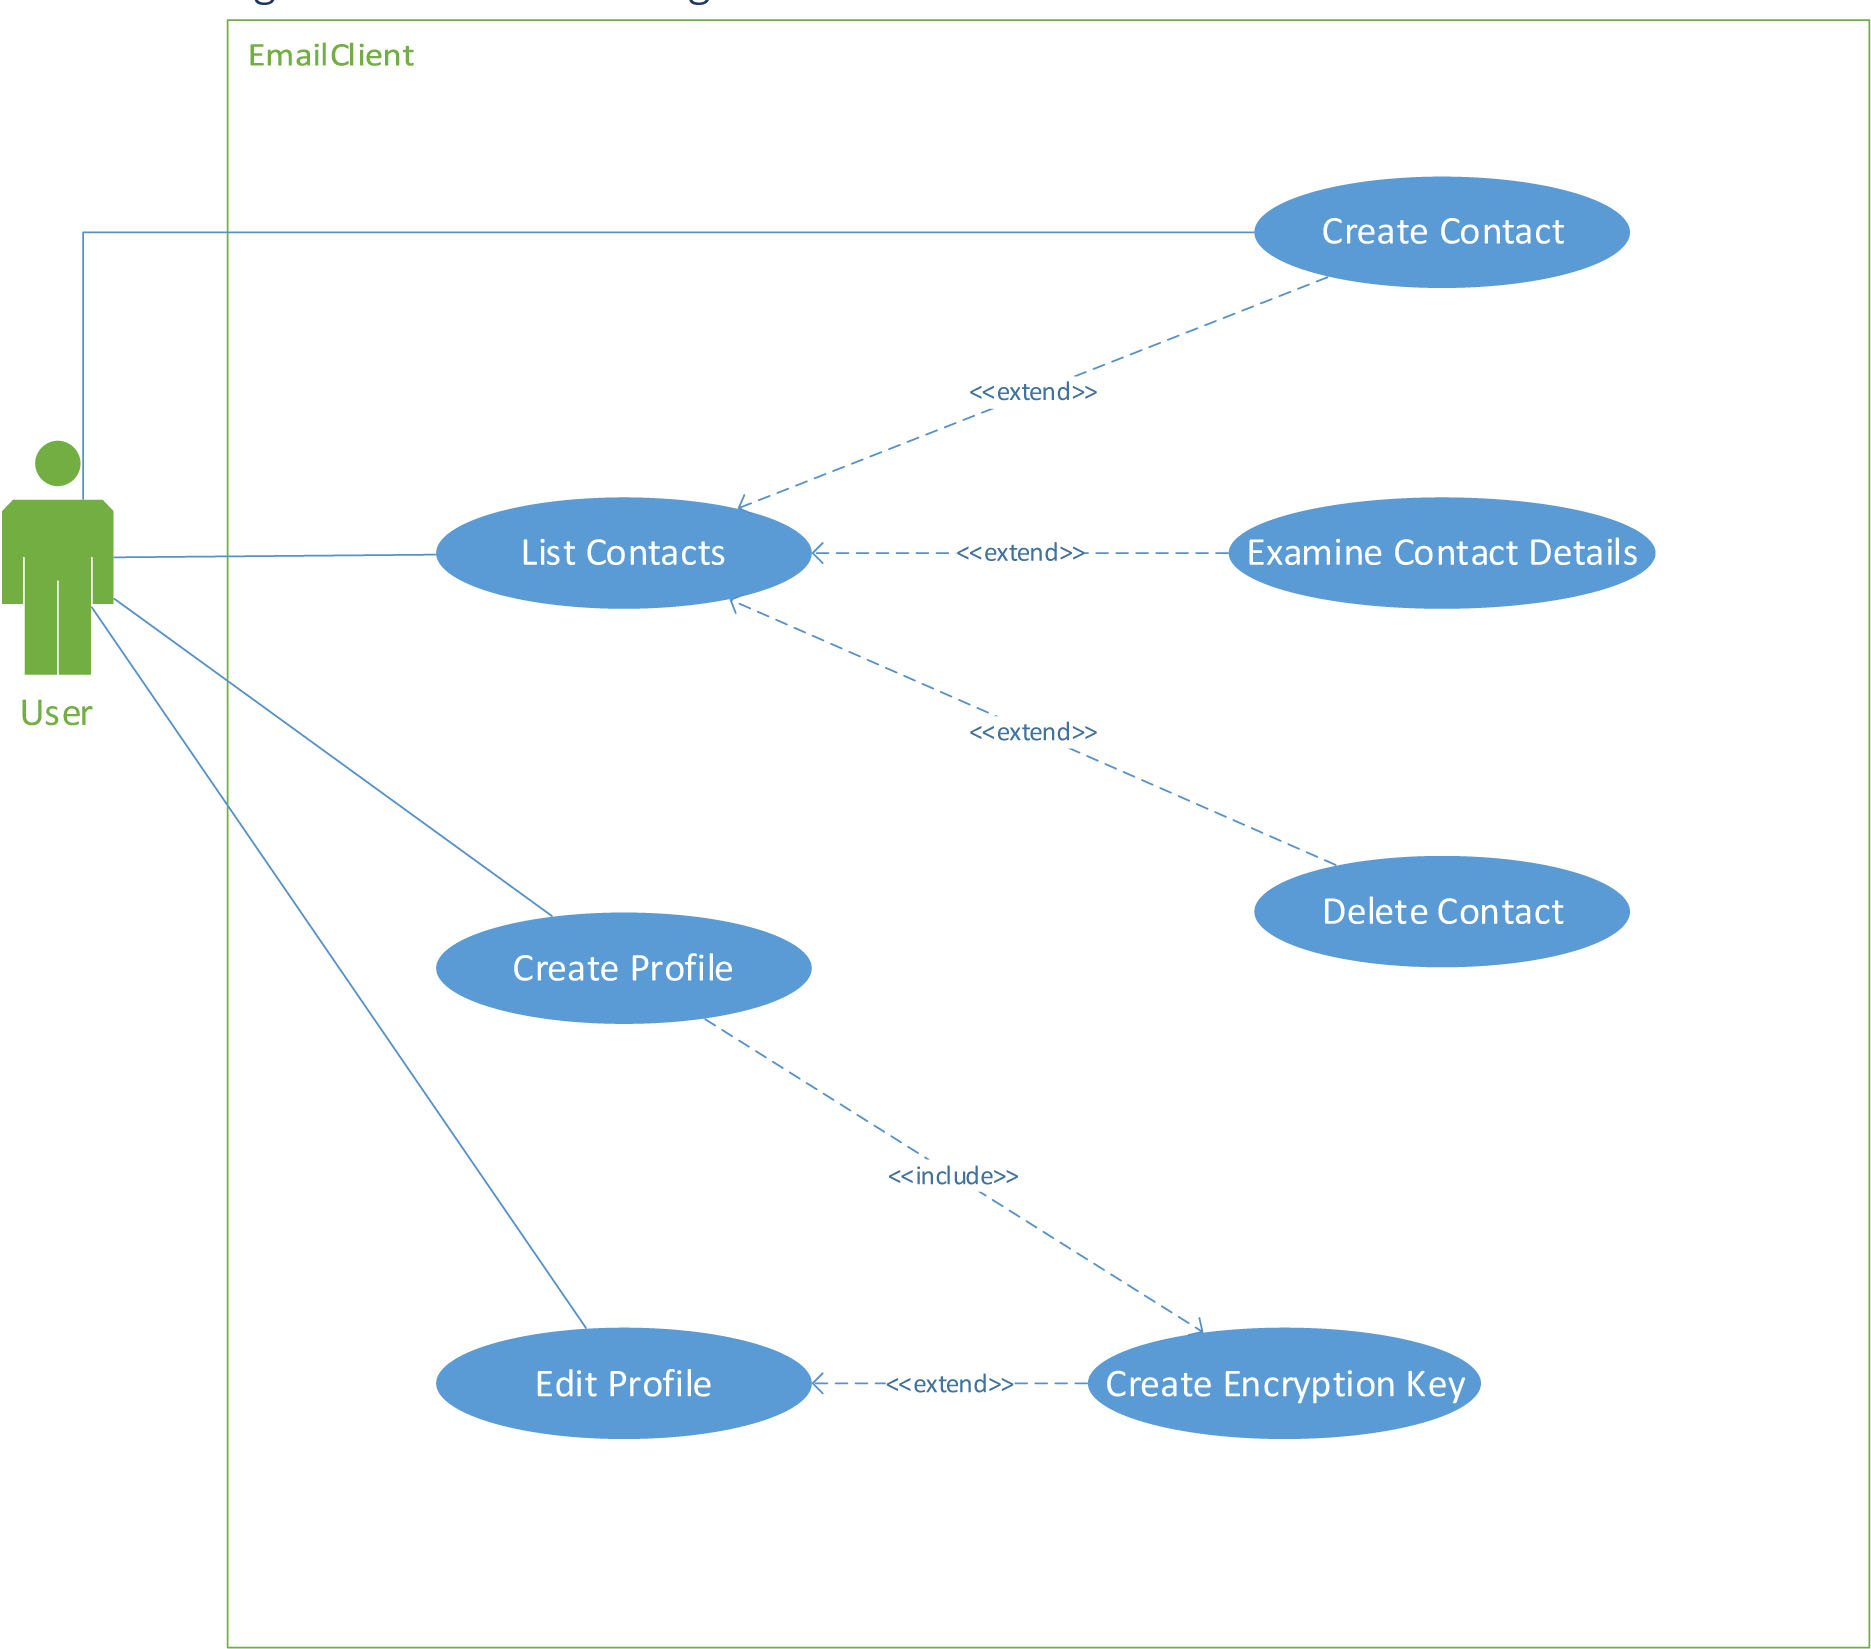 EmailClient
Create Contact
<<extend>>
List Contacts
<<extend>>
Examine Contact Details
User
<<extend>>
Delete Contact
Create Profile
<<include>>
Edit Profile
<<extend>>
Create Encryption Key